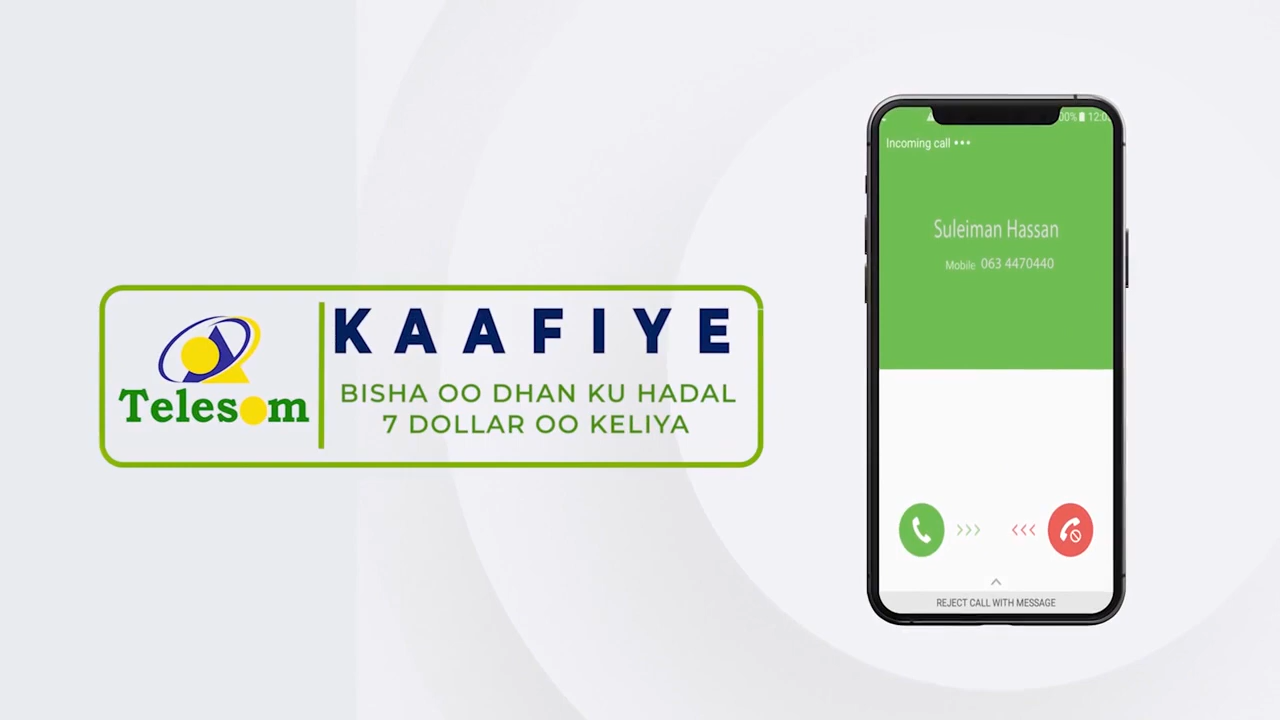 Telesom
KAAFIYE
BISHA OO DHAN KU HADAL
7 DOLLAR OO KELIYA
Incoming call •••
Suleiman Hassan
Mobile 063 4470440
REJECT CALL WITH MESSAGE